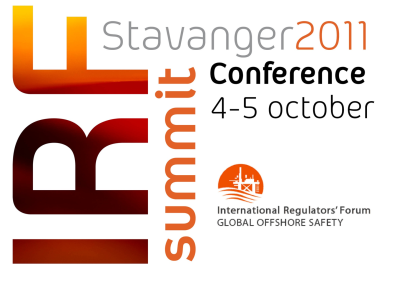 IRF
summit
Stavanger2011
Conference
4-5 october
International Regulators' Forum
GLOBAL OFFSHORE SAFETY